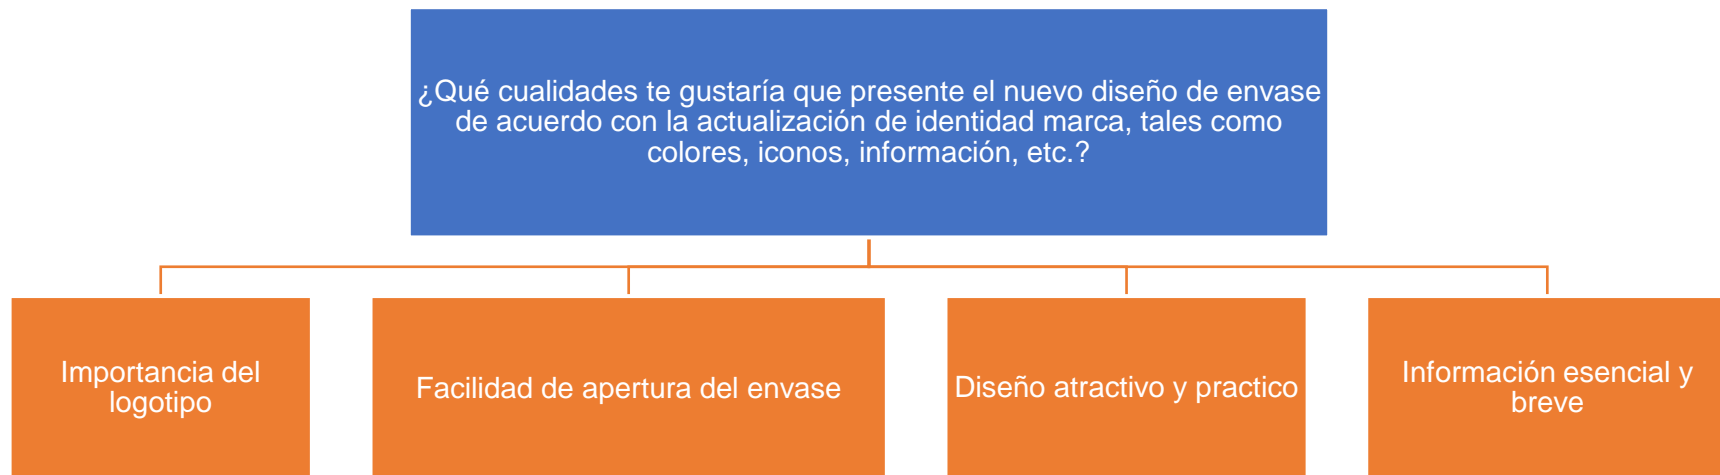 ¿Qué cualidades te gustaría que presente el nuevo diseño de envase
de acuerdo con la actualización de identidad marca, tales como
colores, iconos, información, etc.?
Importancia del
logotipo
Facilidad de apertura del envase
Diseño atractivo y practico
Información esencial y
breve